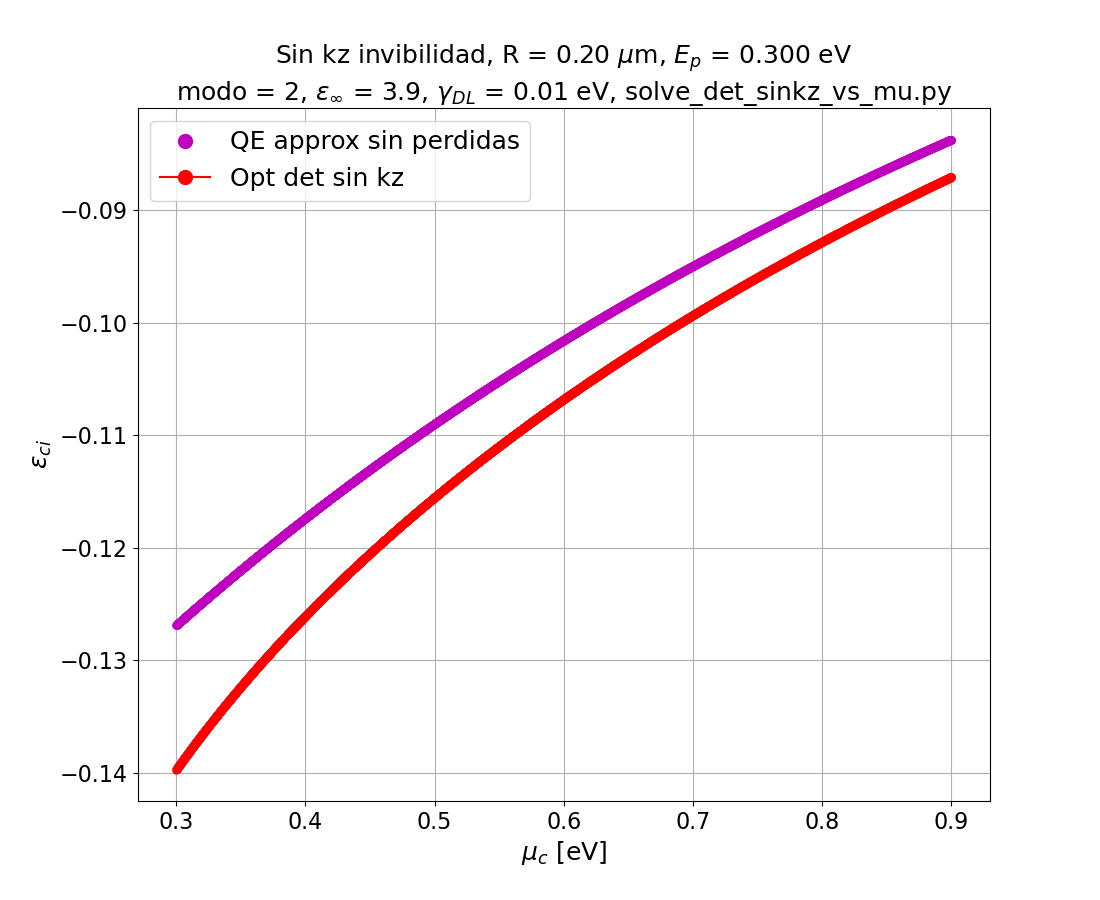 Sin kz invibilidad, R = 0.20 μm, E_p = 0.300 eV
modo = 2, ε_∞ = 3.9, γ_DL = 0.01 eV, solve_det_sinkz_vs_mu.py
QE approx sin perdidas
Opt det sin kz
−0.09
−0.10
−0.11
−0.12
−0.13
−0.14
ε_ci
0.3 0.4 0.5 0.6 0.7 0.8 0.9
μ_c [eV]